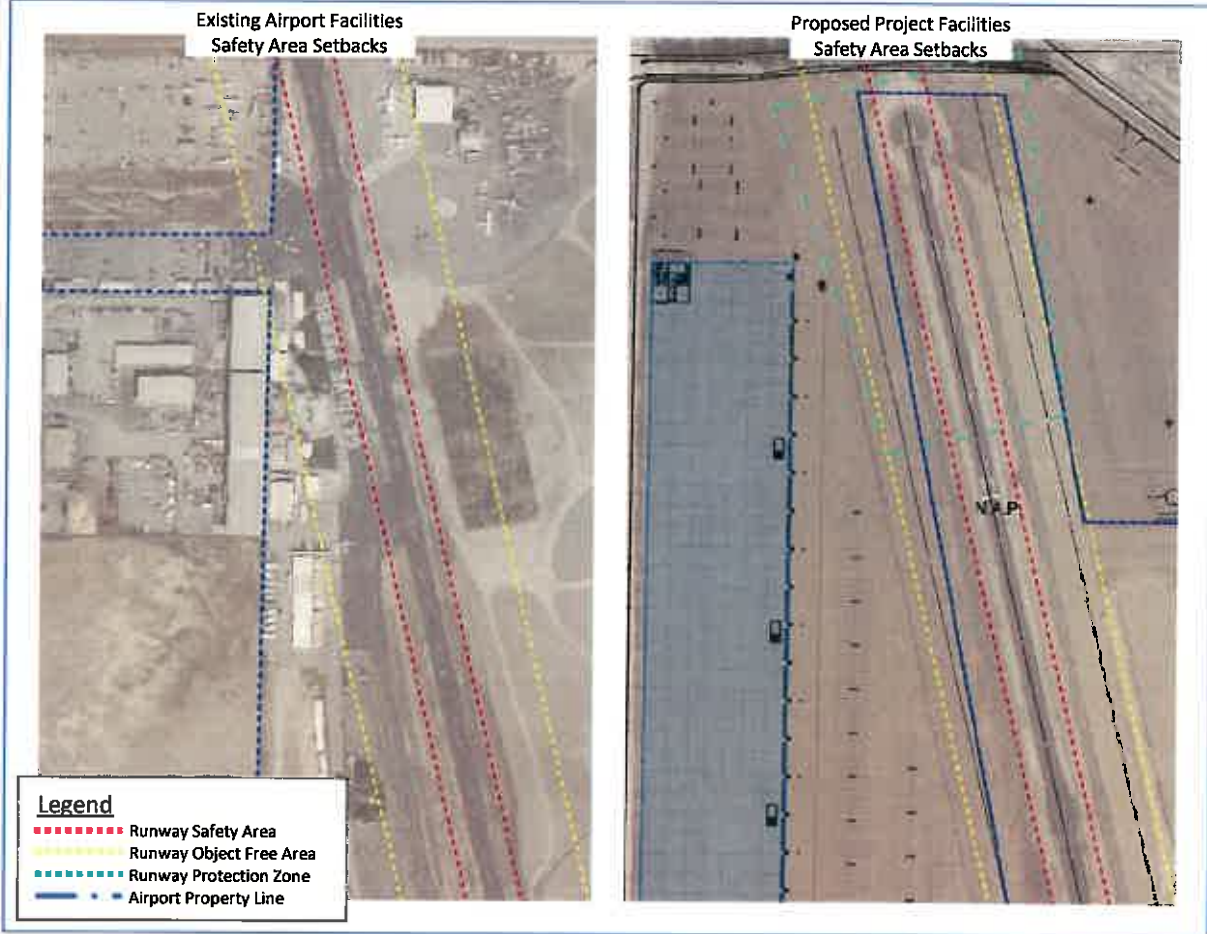 Existing Airport Facilities
Safety Area Setbacks
Proposed Project Facilities
Safety Area Setbacks
N.A.P.
Legend
Runway Safety Area
Runway Object Free Area
Runway Protection Zone
Airport Property Line